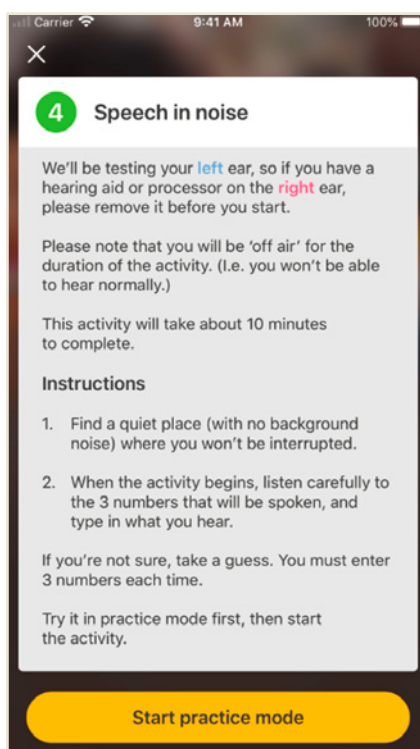 Carrier 9:41 AM 100%
4 Speech in noise
We'll be testing your left ear, so if you have a
hearing aid or processor on the right ear,
please remove it before you start.
Please note that you will be 'off air' for the
duration of the activity. (I.e. you won't be able
to hear normally.)
This activity will take about 10 minutes
to complete.
Instructions
1. Find a quiet place (with no background
noise) where you won't be interrupted.
2. When the activity begins, listen carefully to
the 3 numbers that will be spoken, and
type in what you hear.
If you're not sure, take a guess. You must enter
3 numbers each time.
Try it in practice mode first, then start
the activity.
Start practice mode